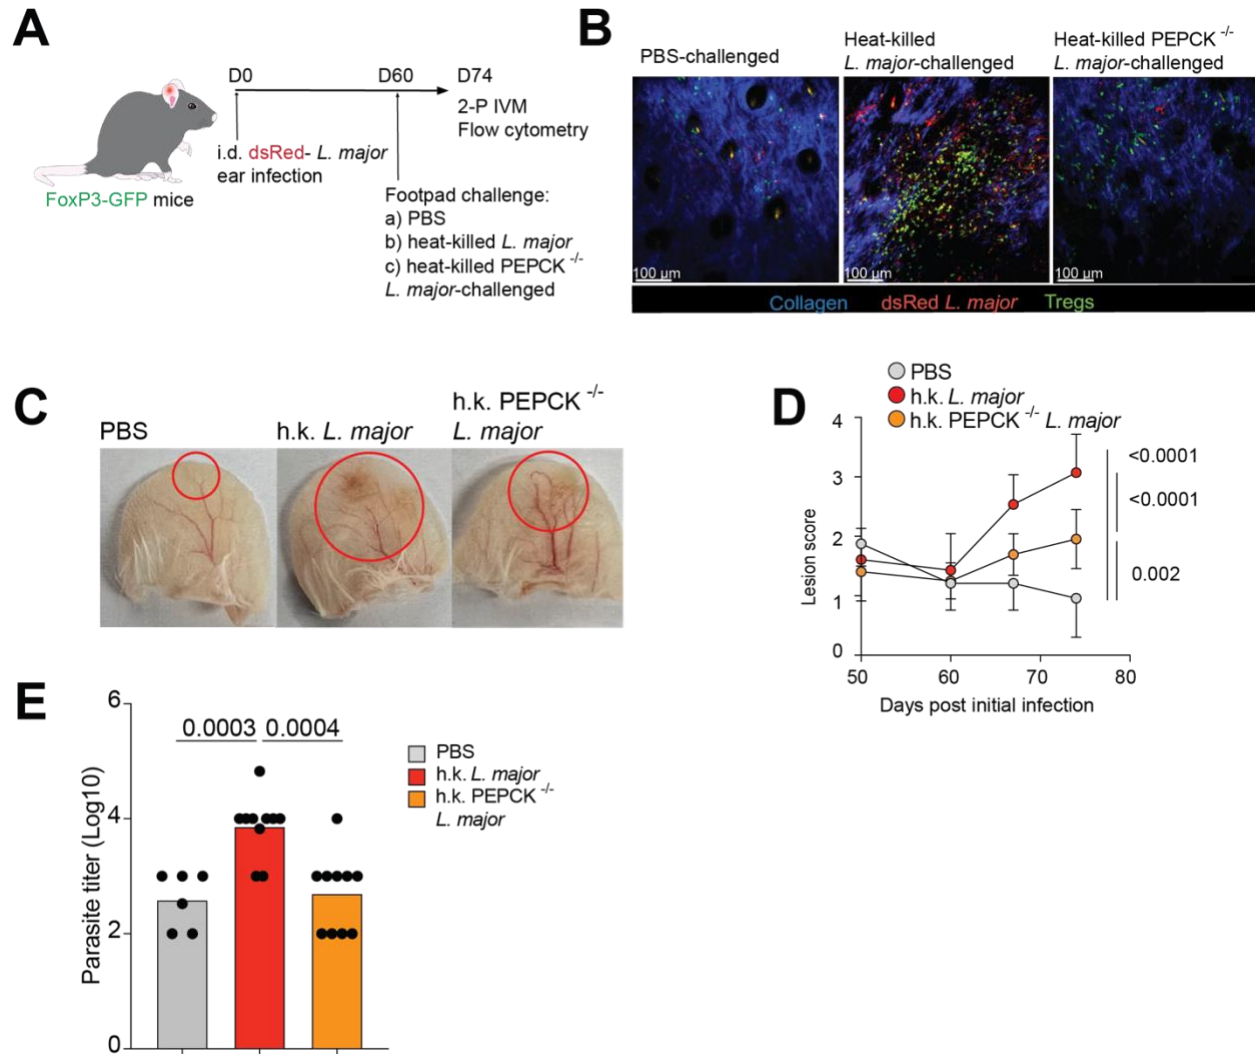 A
D0
D60
D74
2-P IVM
Flow cytometry
i.d. dsRed- L. major
ear infection
FoxP3-GFP mice
Footpad challenge:
a) PBS
b) heat-killed L. major
c) heat-killed PEPCK -/-
L. major-challenged
B
PBS-challenged
Heat-killed
L. major-challenged
Heat-killed PEPCK -/-
L. major-challenged
100 µm
100 µm
100 µm
Collagen dsRed L. major Tregs
C
PBS
h.k. L. major
h.k. PEPCK -/-
L. major
D
PBS
h.k. L. major
h.k. PEPCK -/- L. major
4
3
2
1
0
Lesion score
50 60 70 80
Days post initial infection
<0.0001
<0.0001
0.002
E
6
4
2
0
Parasite titer (Log10)
0.0003 0.0004
PBS
h.k. L. major
h.k. PEPCK -/-
L. major